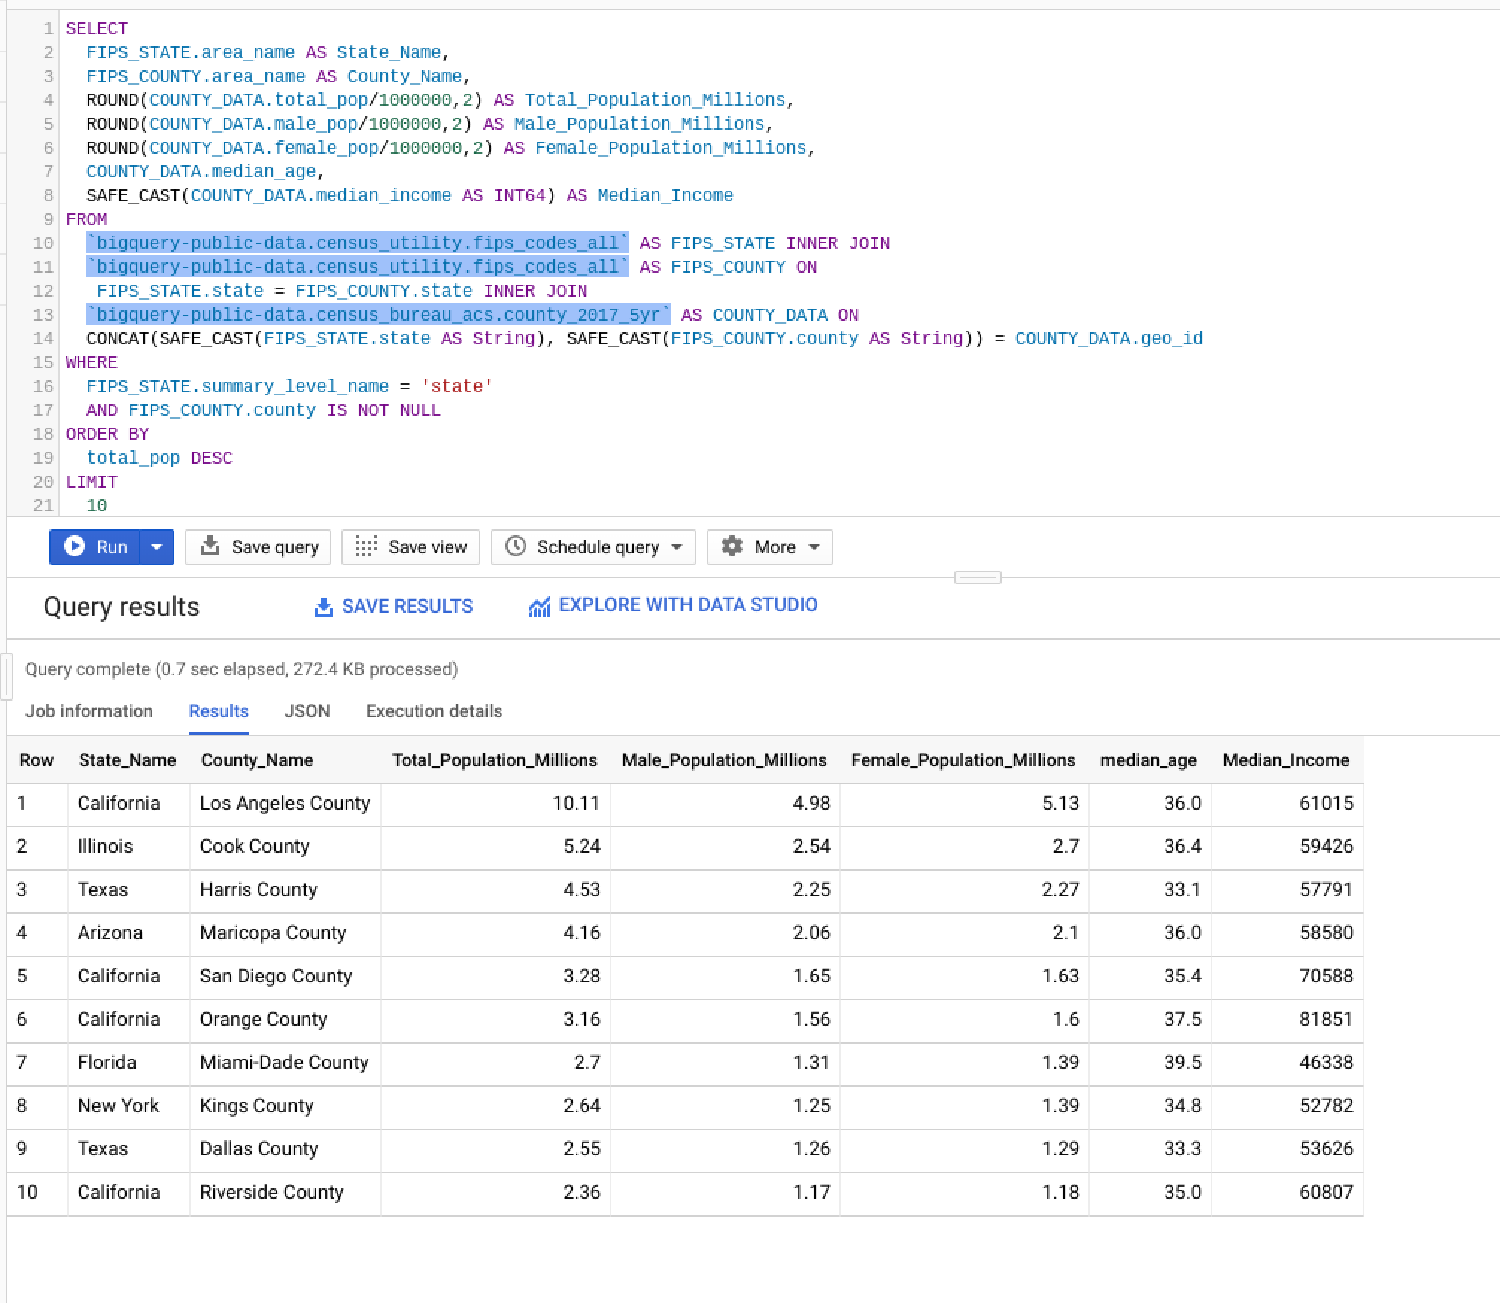 1 SELECT
2 FIPS_STATE.area_name AS State_Name,
3 FIPS_COUNTY.area_name AS County_Name,
4 ROUND(COUNTY_DATA.total_pop/1000000,2) AS Total_Population_Millions,
5 ROUND(COUNTY_DATA.male_pop/1000000,2) AS Male_Population_Millions,
6 ROUND(COUNTY_DATA.female_pop/1000000,2) AS Female_Population_Millions,
7 COUNTY_DATA.median_age,
8 SAFE_CAST(COUNTY_DATA.median_income AS INT64) AS Median_Income
9 FROM
10 `bigquery-public-data.census_utility.fips_codes_all` AS FIPS_STATE INNER JOIN
11 `bigquery-public-data.census_utility.fips_codes_all` AS FIPS_COUNTY ON
12 FIPS_STATE.state = FIPS_COUNTY.state INNER JOIN
13 `bigquery-public-data.census_bureau_acs.county_2017_5yr` AS COUNTY_DATA ON
14 CONCAT(SAFE_CAST(FIPS_STATE.state AS String), SAFE_CAST(FIPS_COUNTY.county AS String)) = COUNTY_DATA.geo_id
15 WHERE
16 FIPS_STATE.summary_level_name = 'state'
17 AND FIPS_COUNTY.county IS NOT NULL
18 ORDER BY
19 total_pop DESC
20 LIMIT
21 10
Run Save query Save view Schedule query More
Query results SAVE RESULTS EXPLORE WITH DATA STUDIO
Query complete (0.7 sec elapsed, 272.4 KB processed)
Job information Results JSON Execution details
Row State_Name County_Name Total_Population_Millions Male_Population_Millions Female_Population_Millions median_age Median_Income
1 California Los Angeles County 10.11 4.98 5.13 36.0 61015
2 Illinois Cook County 5.24 2.54 2.7 36.4 59426
3 Texas Harris County 4.53 2.25 2.27 33.1 57791
4 Arizona Maricopa County 4.16 2.06 2.1 36.0 58580
5 California San Diego County 3.28 1.65 1.63 35.4 70588
6 California Orange County 3.16 1.56 1.6 37.5 81851
7 Florida Miami-Dade County 2.7 1.31 1.39 39.5 46338
8 New York Kings County 2.64 1.25 1.39 34.8 52782
9 Texas Dallas County 2.55 1.26 1.29 33.3 53626
10 California Riverside County 2.36 1.17 1.18 35.0 60807